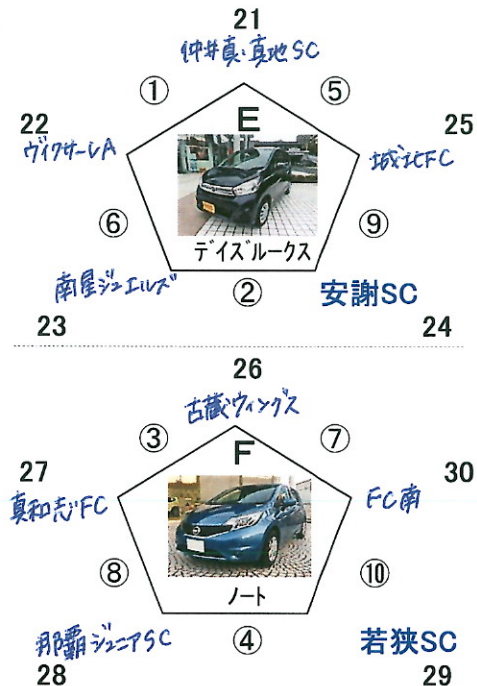 21
仲井真・真地SC
①
⑤
E
22
ヴィクサーレA
25
城北FC
⑥
⑨
デイズルークス
南星ジュエルズ
②
安謝SC
23
24
26
古蔵ウィングス
③
⑦
F
27
真和志FC
30
FC南
⑧
⑩
ノート
那覇ジュニアSC
④
若狭SC
28
29